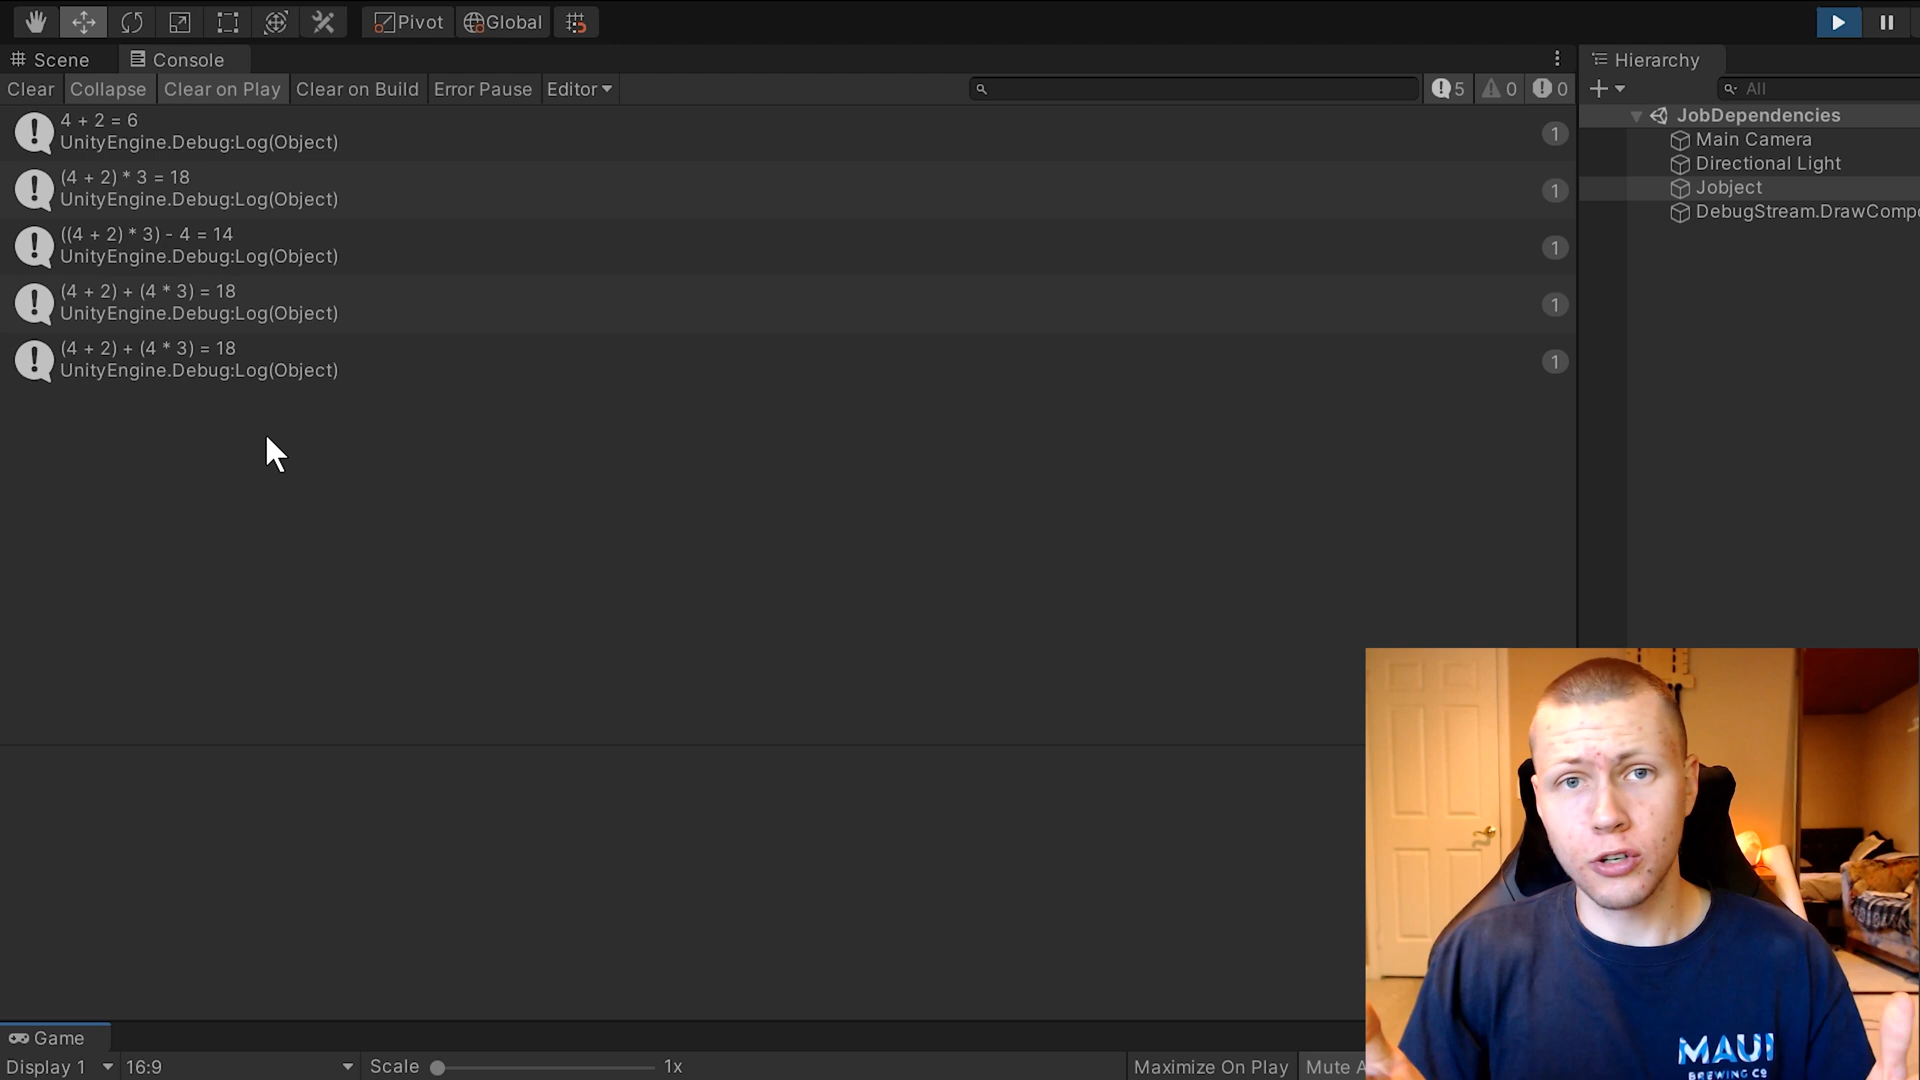 Pivot
Global
Scene
Console
Hierarchy
Clear
Collapse
Clear on Play
Clear on Build
Error Pause
Editor
5
0
0
All
4 + 2 = 6
UnityEngine.Debug:Log(Object)
1
(4 + 2) * 3 = 18
UnityEngine.Debug:Log(Object)
1
((4 + 2) * 3) - 4 = 14
UnityEngine.Debug:Log(Object)
1
(4 + 2) + (4 * 3) = 18
UnityEngine.Debug:Log(Object)
1
(4 + 2) + (4 * 3) = 18
UnityEngine.Debug:Log(Object)
1
JobDependencies
Main Camera
Directional Light
Jobject
DebugStream.DrawCompo
Game
Display 1
16:9
Scale
1x
Maximize On Play
Mute A
MAUI
BREWING CO